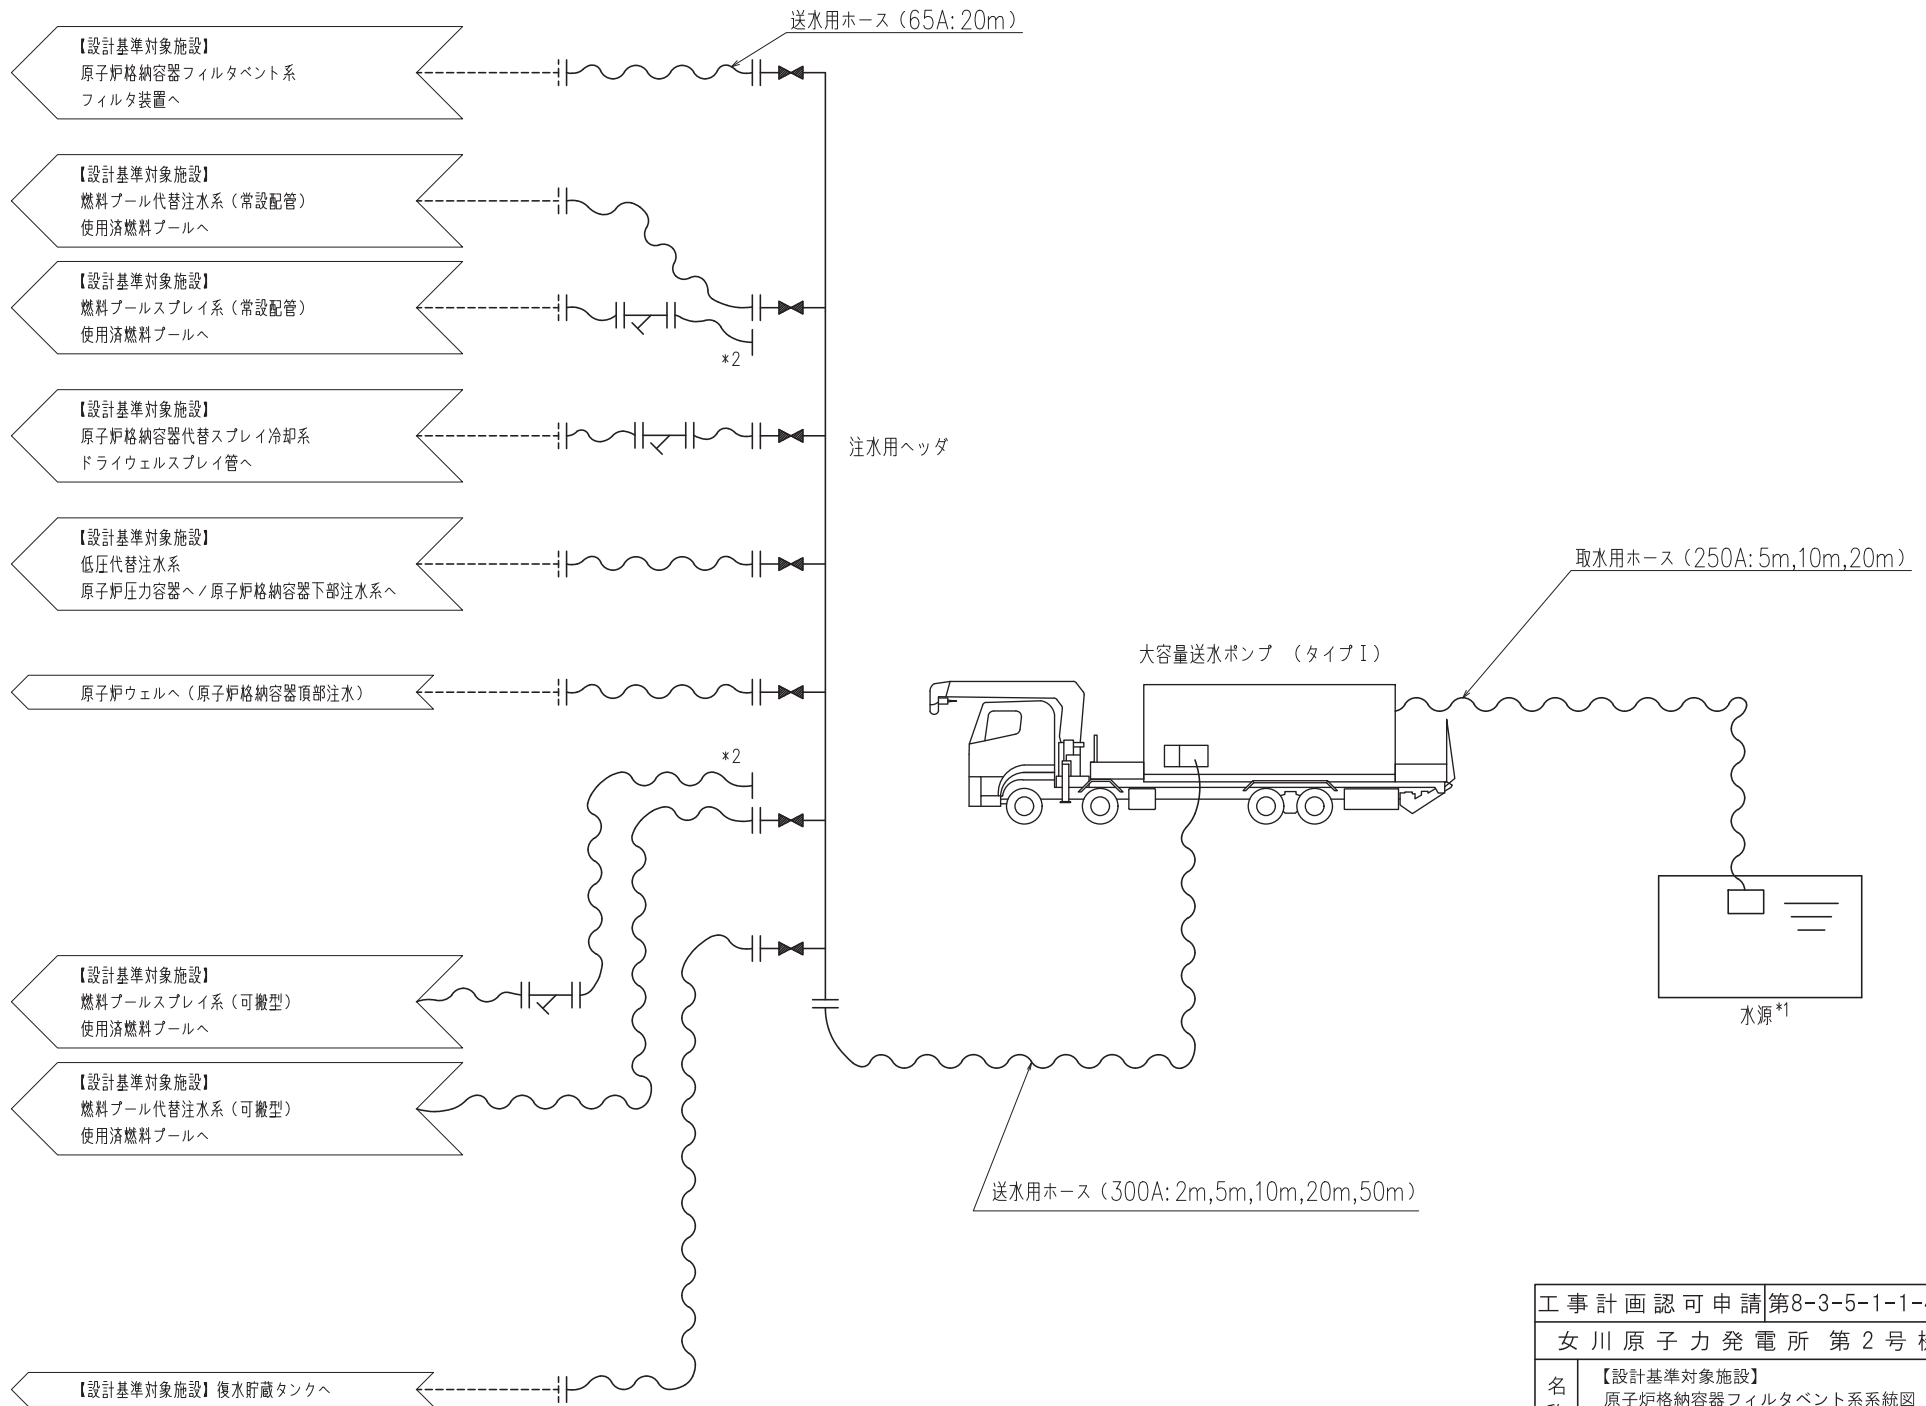 送水用ホース（65A：20m）
【設計基準対象施設】
原子炉格納容器フィルタベント系
フィルタ装置へ
【設計基準対象施設】
燃料プール代替注水系（常設配管）
使用済燃料プールへ
【設計基準対象施設】
燃料プールスプレイ系（常設配管）
使用済燃料プールへ
*2
【設計基準対象施設】
原子炉格納容器代替スプレイ冷却系
ドライウェルスプレイ管へ
注水用ヘッダ
【設計基準対象施設】
低圧代替注水系
原子炉圧力容器へ／原子炉格納容器下部注水系へ
取水用ホース（250A：5m,10m,20m）
大容量送水ポンプ　（タイプⅠ）
原子炉ウェルへ（原子炉格納容器頂部注水）
*2
【設計基準対象施設】
燃料プールスプレイ系（可搬型）
使用済燃料プールへ
水源*1
【設計基準対象施設】
燃料プール代替注水系（可搬型）
使用済燃料プールへ
送水用ホース（300A：2m,5m,10m,20m,50m）
【設計基準対象施設】復水貯蔵タンクへ
工事計画認可申請 第8-3-5-1-1-
女川原子力発電所 第2号
名
【設計基準対象施設】
原子炉格納容器フィルタベント系系統図